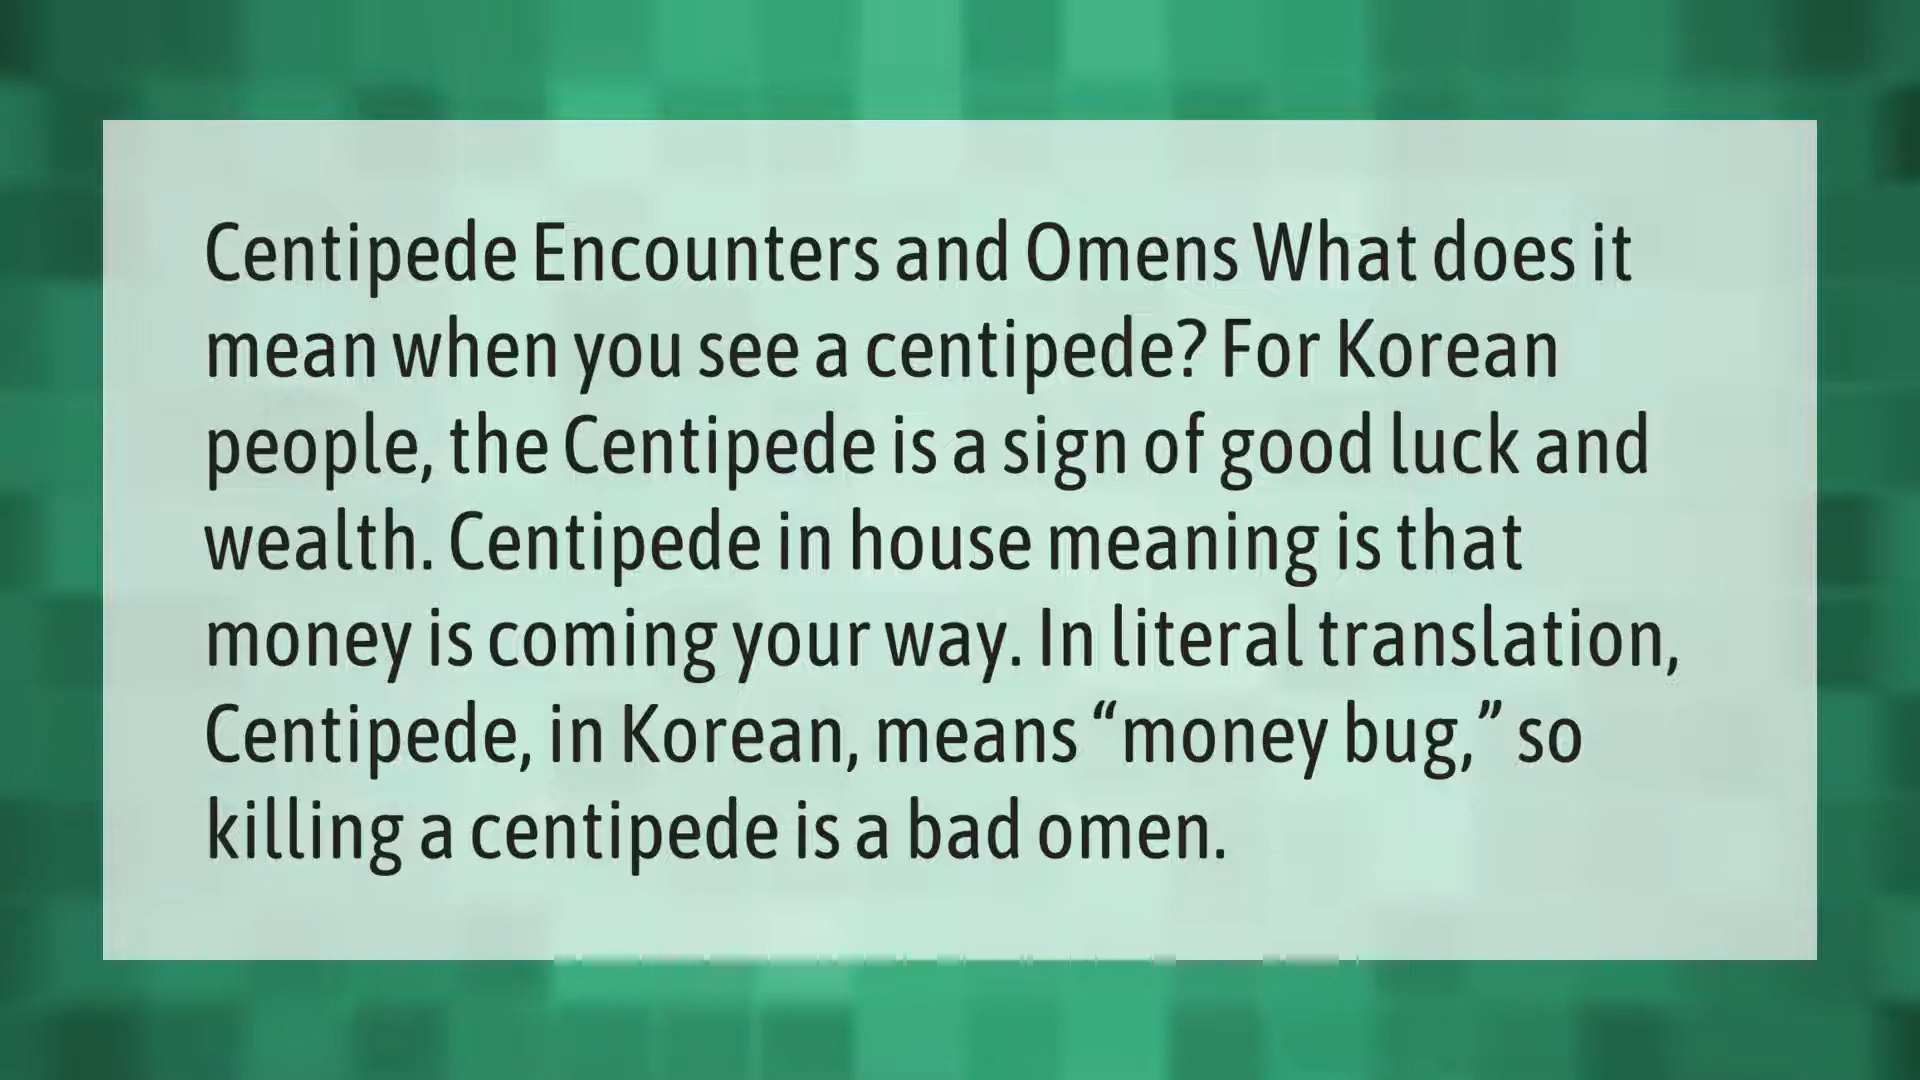 Centipede Encounters and Omens What does it
mean when you see a centipede? For Korean
people, the Centipede is a sign of good luck and
wealth. Centipede in house meaning is that
money is coming your way. In literal translation,
Centipede, in Korean, means “money bug,” so
killing a centipede is a bad omen.